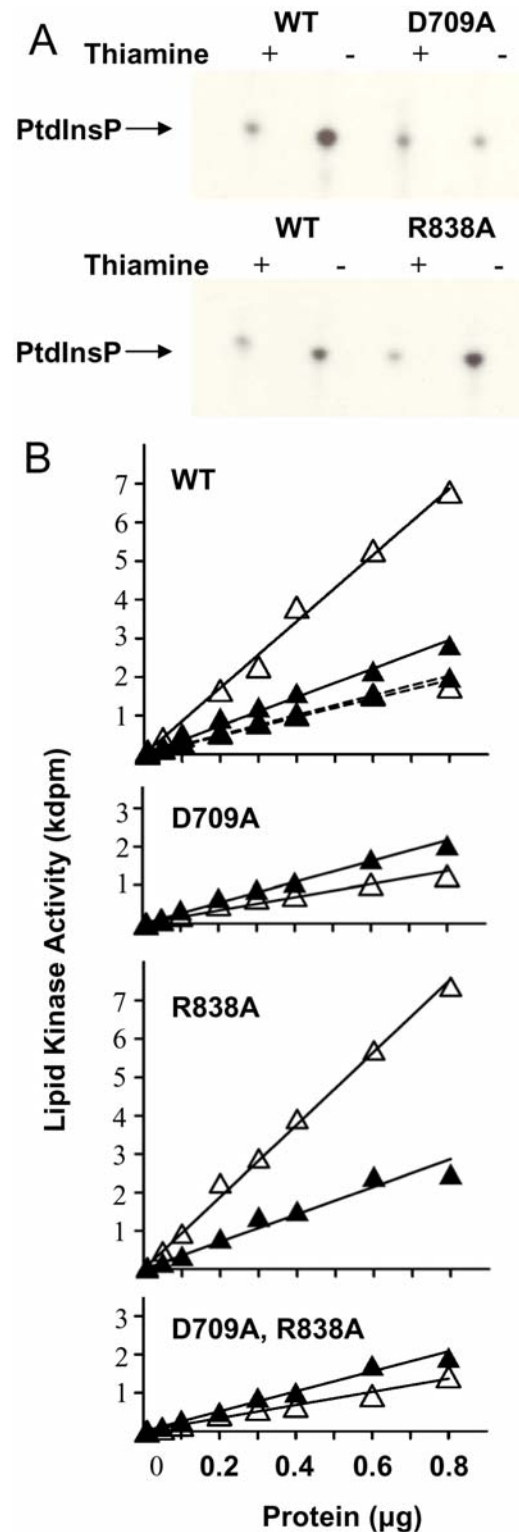 A
WT D709A
Thiamine + - + -
PtdInsP
WT R838A
Thiamine + - + -
PtdInsP
B
WT
7
6
5
4
3
2
1
D709A
3
2
1
R838A
7
6
5
4
3
2
1
D709A, R838A
3
2
1
0 0.2 0.4 0.6 0.8
Lipid Kinase Activity (kdpm)
Protein (µg)